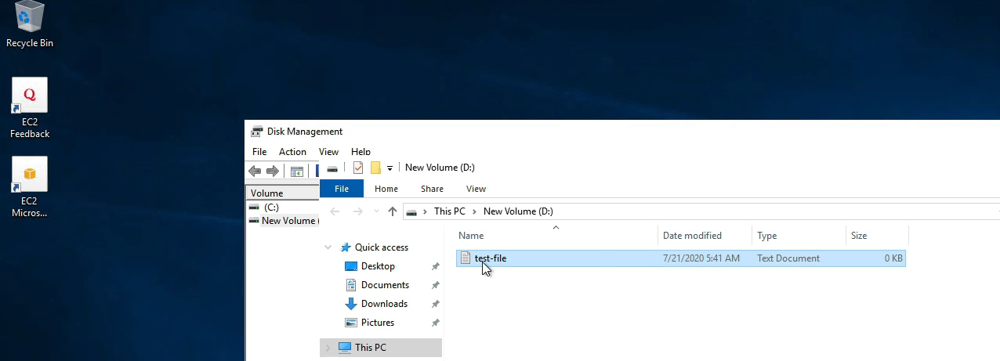 Recycle Bin
Q
EC2
Feedback
EC2
Micros...
Disk Management
File Action View Help
New Volume (D:)
File Home Share View
Volume
(C:)
New Volume (
This PC > New Volume (D:)
Name Date modified Type Size
test-file 7/21/2020 5:41 AM Text Document 0 KB
Quick access
Desktop
Documents
Downloads
Pictures
This PC